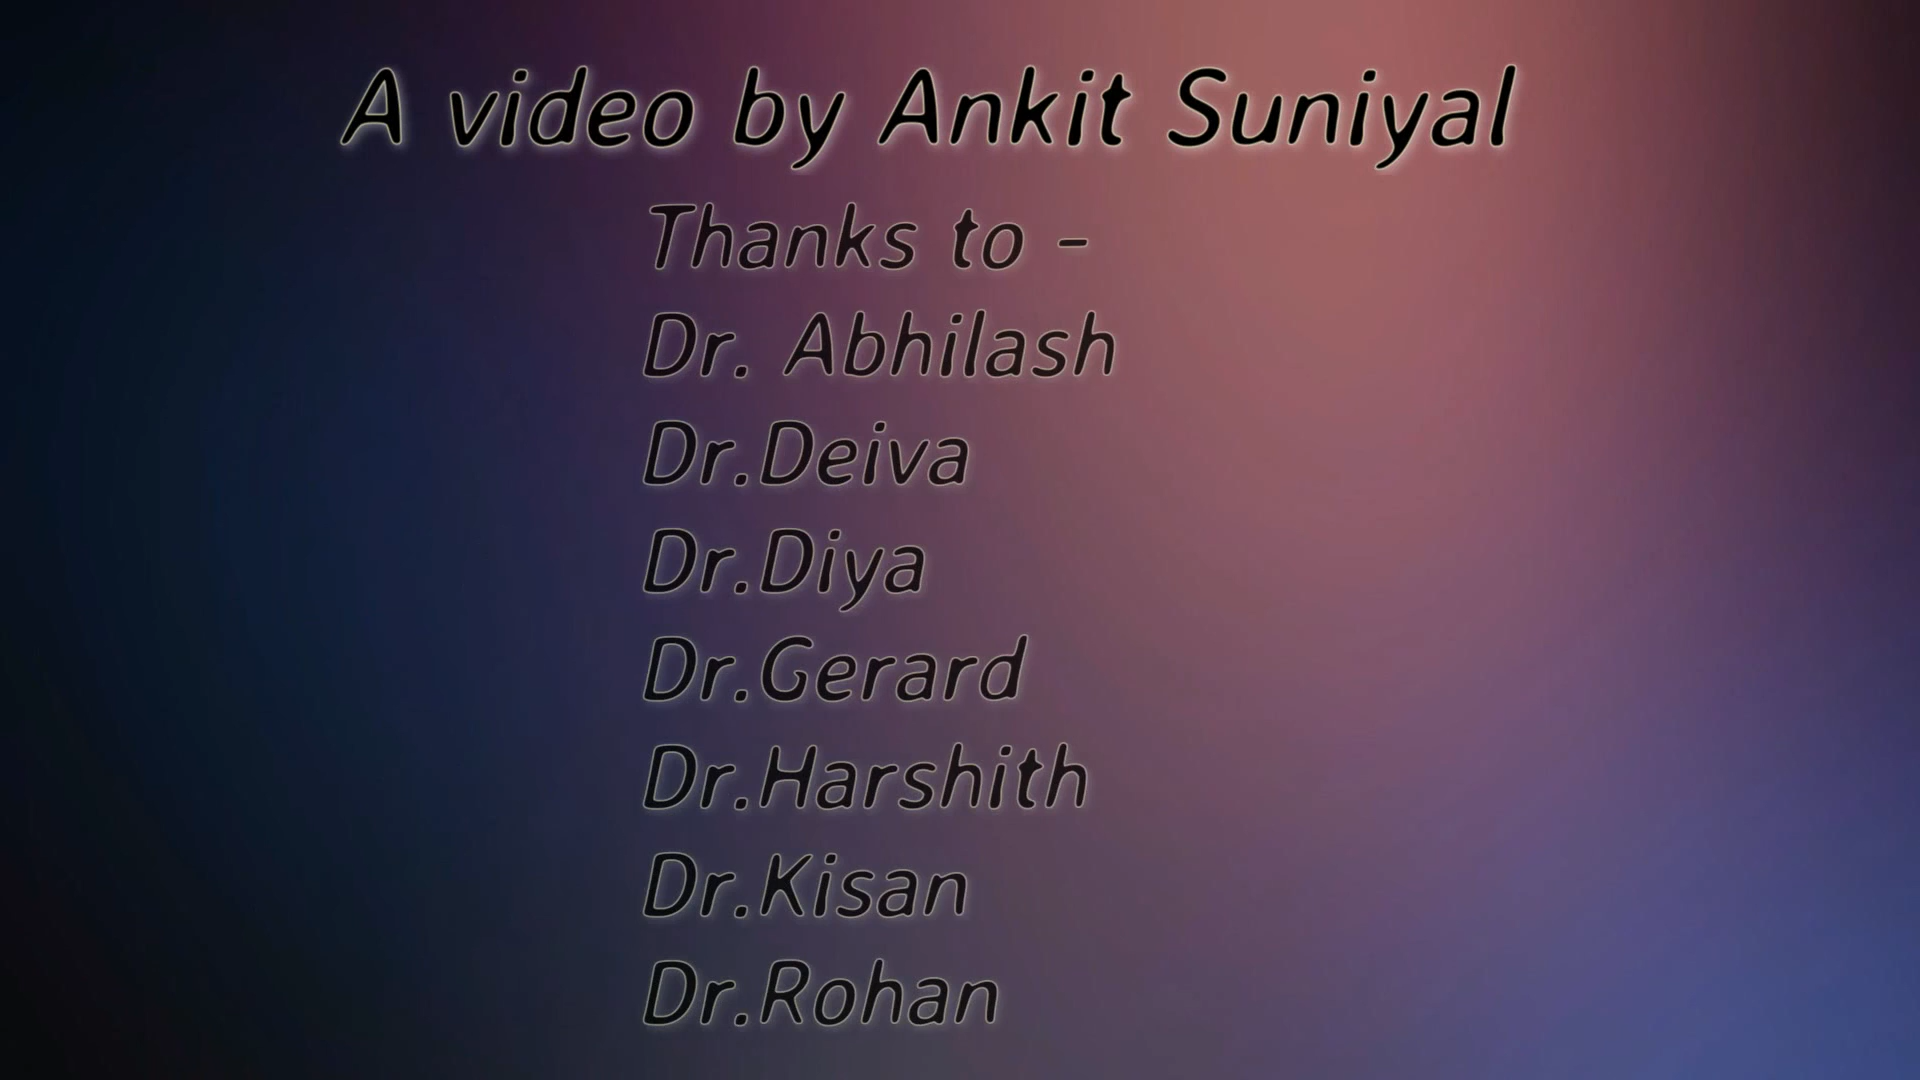 A video by Ankit Suniyal
Thanks to -
Dr. Abhilash
Dr.Deiva
Dr.Diya
Dr.Gerard
Dr.Harshith
Dr.Kisan
Dr.Rohan